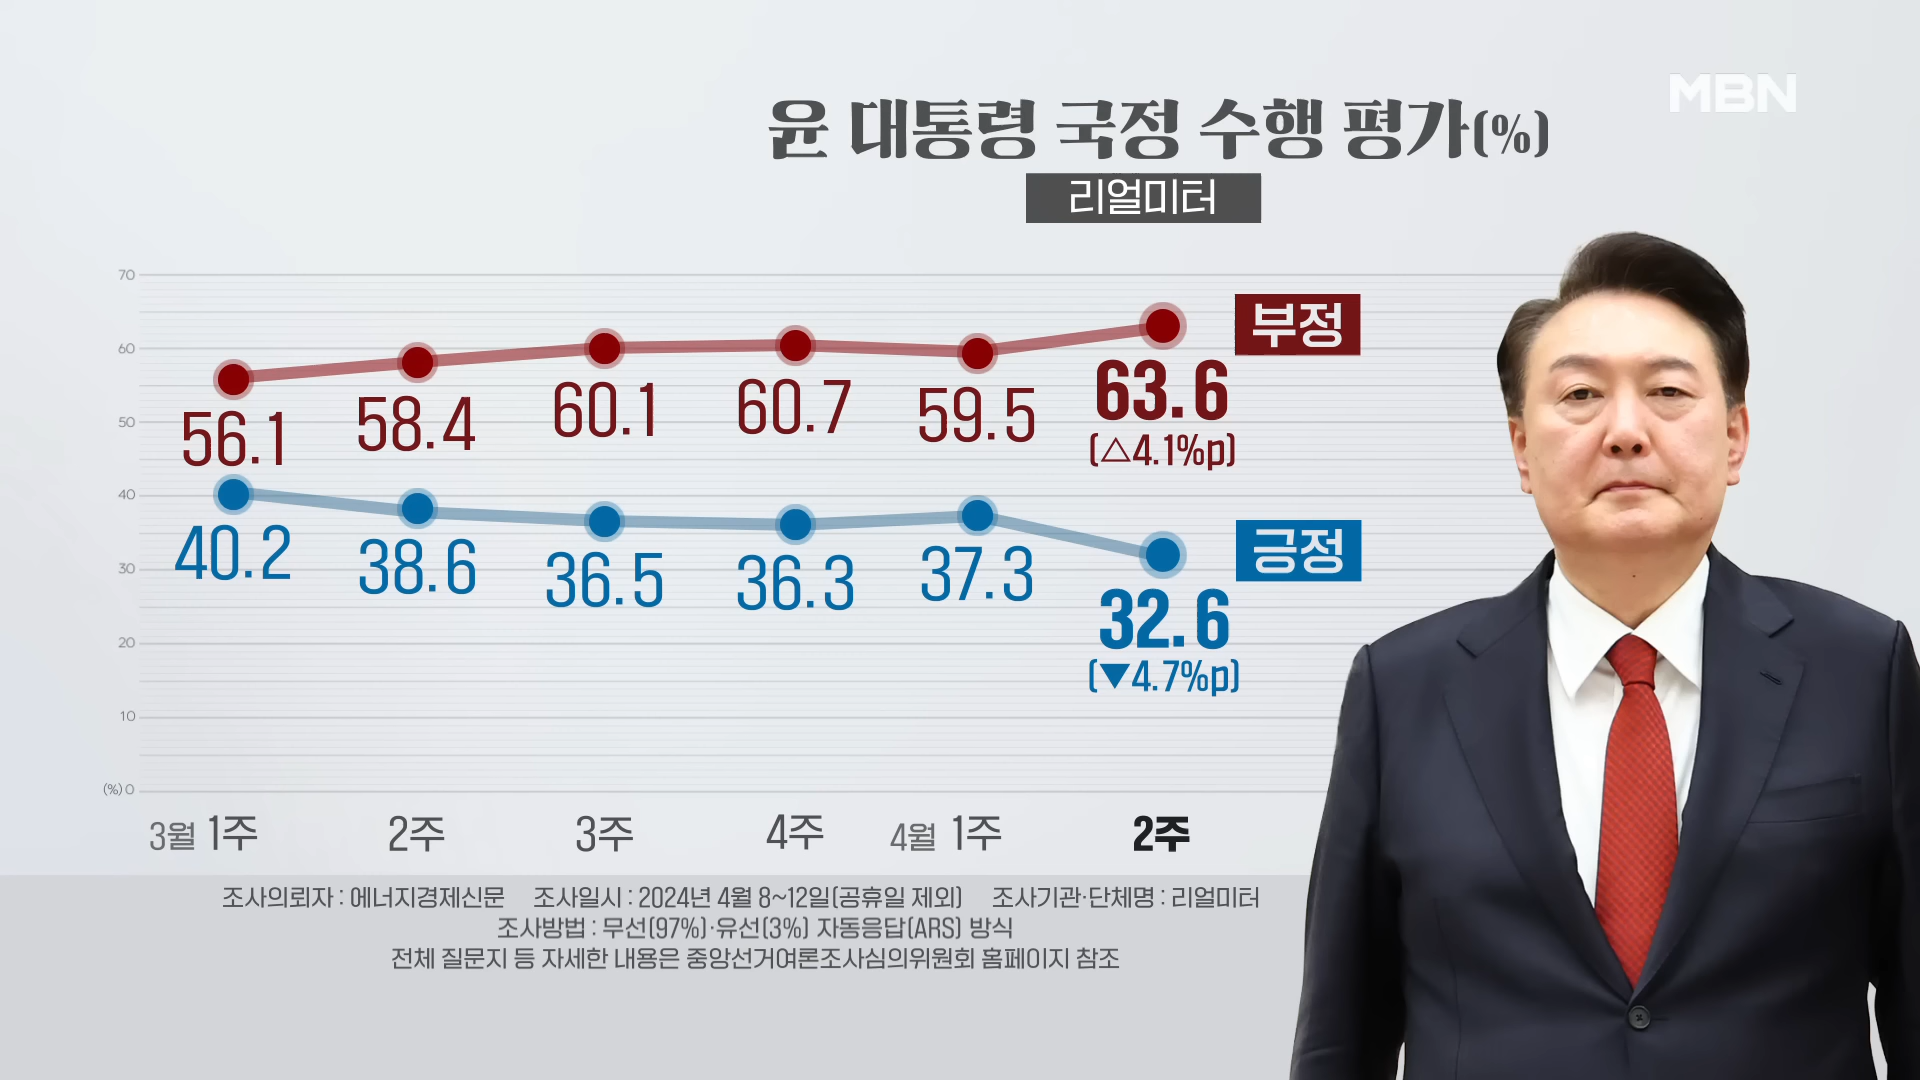 MBN
윤 대통령 국정 수행 평가(%)
리얼미터
70
60
50
40
30
20
10
(%) 0
부정
56.1 58.4 60.1 60.7 59.5 63.6
(△4.1%p)
긍정
40.2 38.6 36.5 36.3 37.3 32.6
(▼4.7%p)
3월 1주 2주 3주 4주 4월 1주 2주
조사의뢰자 : 에너지경제신문 조사일시 : 2024년 4월 8~12일(공휴일 제외) 조사기관·단체명 : 리얼미터
조사방법 : 무선(97%)·유선(3%) 자동응답(ARS) 방식
전체 질문지 등 자세한 내용은 중앙선거여론조사심의위원회 홈페이지 참조